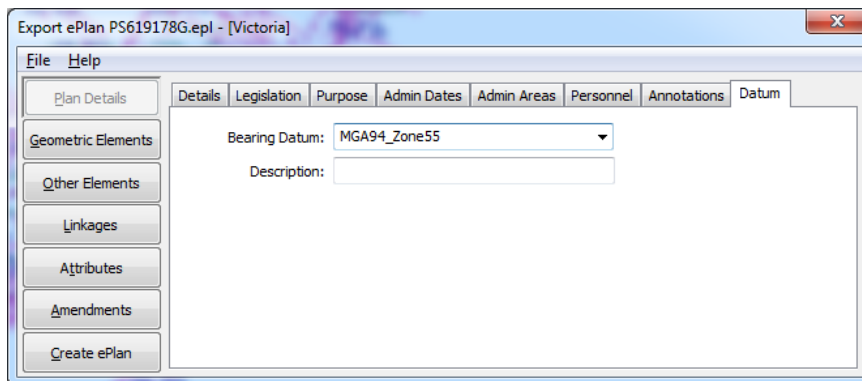 Export ePlan PS619178G.epl - [Victoria]
File Help
Plan Details
Geometric Elements
Other Elements
Linkages
Attributes
Amendments
Create ePlan
Details Legislation Purpose Admin Dates Admin Areas Personnel Annotations Datum
Bearing Datum: MGA94_Zone55
Description: